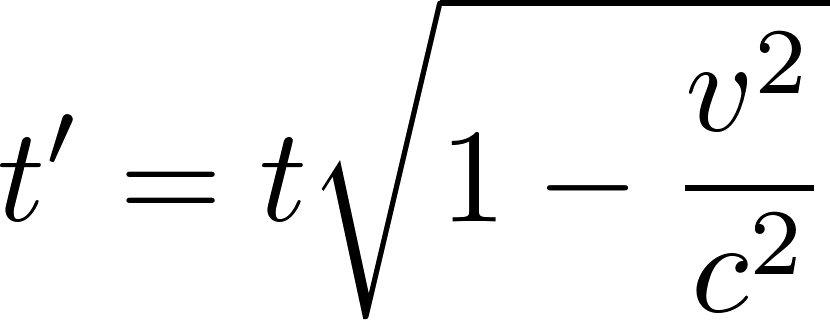 t′ = t√(1 − v²/c²)